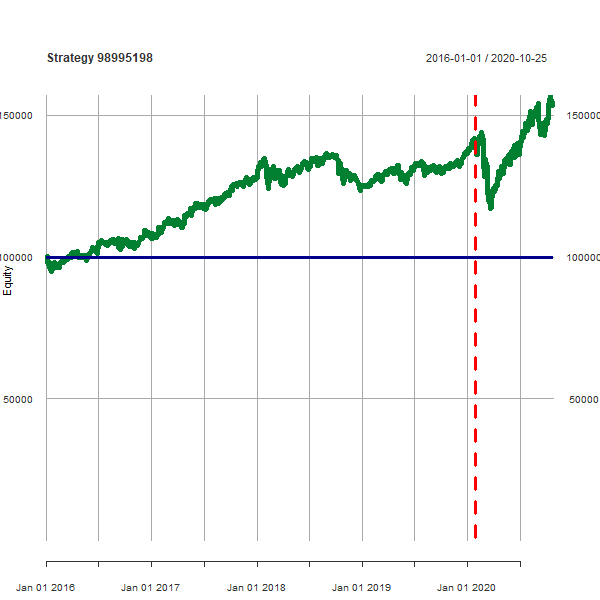 Strategy 98995198 2016-01-01 / 2020-10-25
150000 150000
100000 100000
Equity
50000 50000
Jan 01 2016 Jan 01 2017 Jan 01 2018 Jan 01 2019 Jan 01 2020